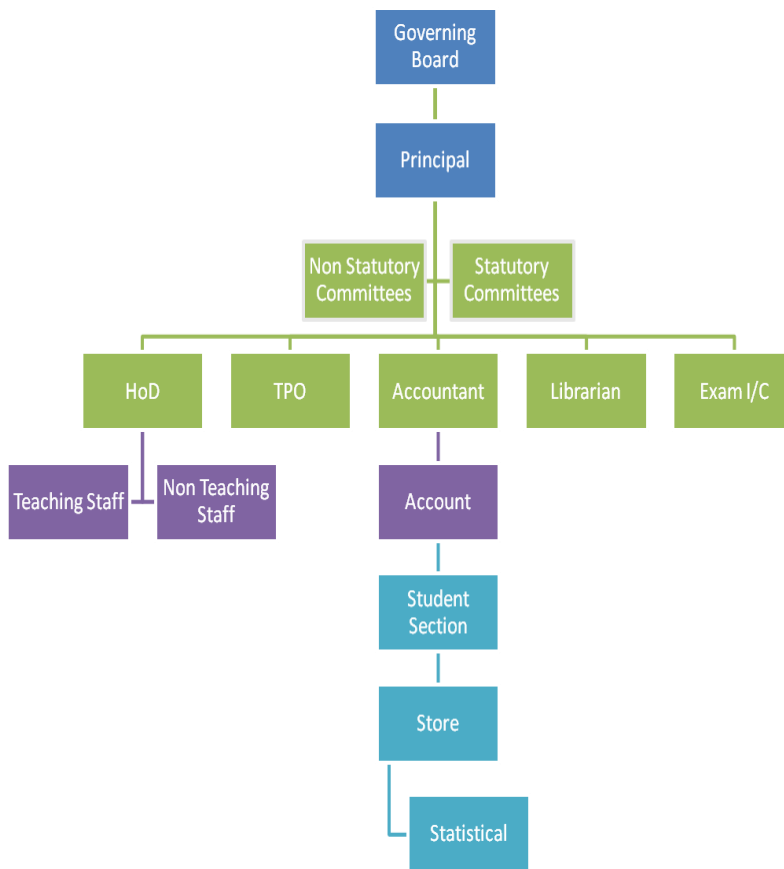 Governing
Board
Principal
Non Statutory
Committees
Statutory
Committees
HoD
TPO
Accountant
Librarian
Exam I/C
Teaching Staff
Non Teaching
Staff
Account
Student
Section
Store
Statistical